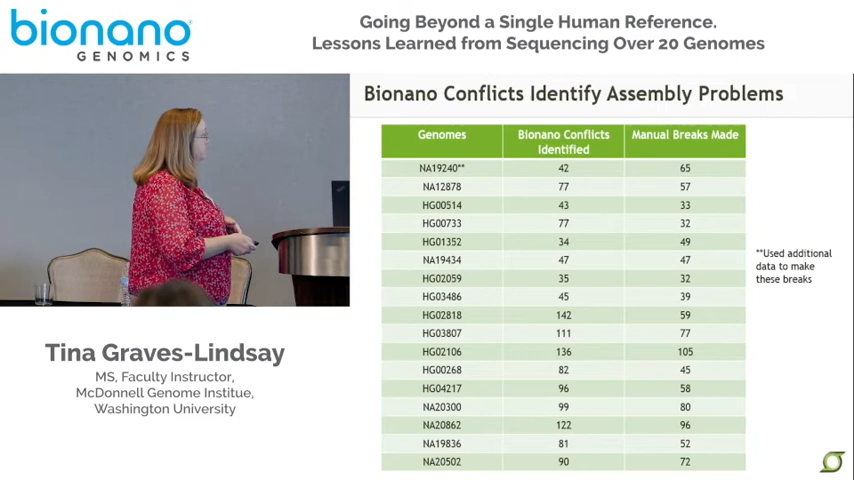 bionano
GENOMICS
Going Beyond a Single Human Reference.
Lessons Learned from Sequencing Over 20 Genomes
Bionano Conflicts Identify Assembly Problems
Genomes Bionano Conflicts Identified Manual Breaks Made
NA19240** 42 65
NA12878 77 57
HG00514 43 33
HG00733 77 32
HG01352 34 49
NA19434 47 47
HG02059 35 32
HG03486 45 39
HG02818 142 59
HG03807 111 77
HG02106 136 105
HG00268 82 45
HG04217 96 58
NA20300 99 80
NA20862 122 96
NA19836 81 52
NA20502 90 72
**Used additional
data to make
these breaks
Tina Graves-Lindsay
MS, Faculty Instructor,
McDonnell Genome Institue,
Washington University